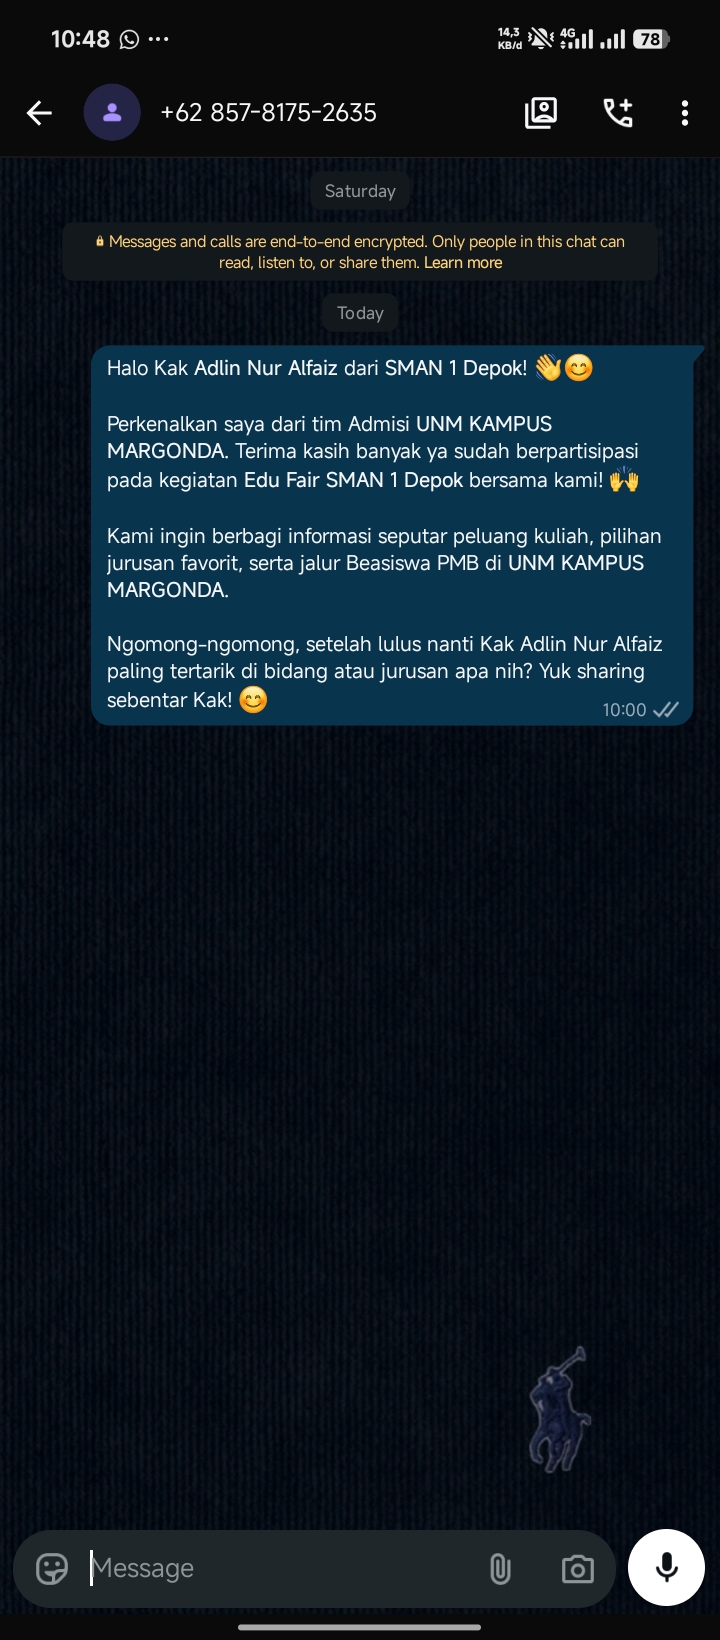 10:48
14,3
KB/d
4G
78
+62 857-8175-2635
Saturday
Messages and calls are end-to-end encrypted. Only people in this chat can
read, listen to, or share them. Learn more
Today
Halo Kak Adlin Nur Alfaiz dari SMAN 1 Depok! 👋😊
Perkenalkan saya dari tim Admisi UNM KAMPUS
MARGONDA. Terima kasih banyak ya sudah berpartisipasi
pada kegiatan Edu Fair SMAN 1 Depok bersama kami! 🙌
Kami ingin berbagi informasi seputar peluang kuliah, pilihan
jurusan favorit, serta jalur Beasiswa PMB di UNM KAMPUS
MARGONDA.
Ngomong-ngomong, setelah lulus nanti Kak Adlin Nur Alfaiz
paling tertarik di bidang atau jurusan apa nih? Yuk sharing
sebentar Kak! 😊
10:00
Message